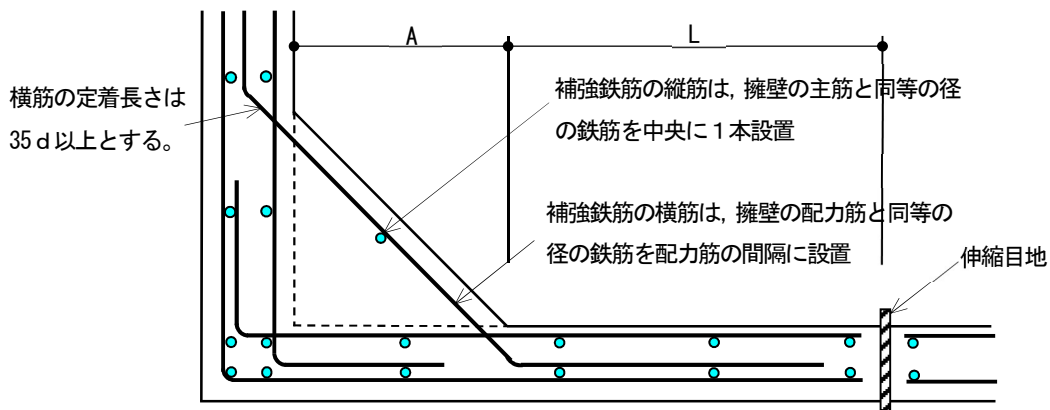 A
L
横筋の定着長さは
35d以上とする。
補強鉄筋の縦筋は, 擁壁の主筋と同等の径
の鉄筋を中央に1本設置
補強鉄筋の横筋は, 擁壁の配力筋と同等の
径の鉄筋を配力筋の間隔に設置
伸縮目地